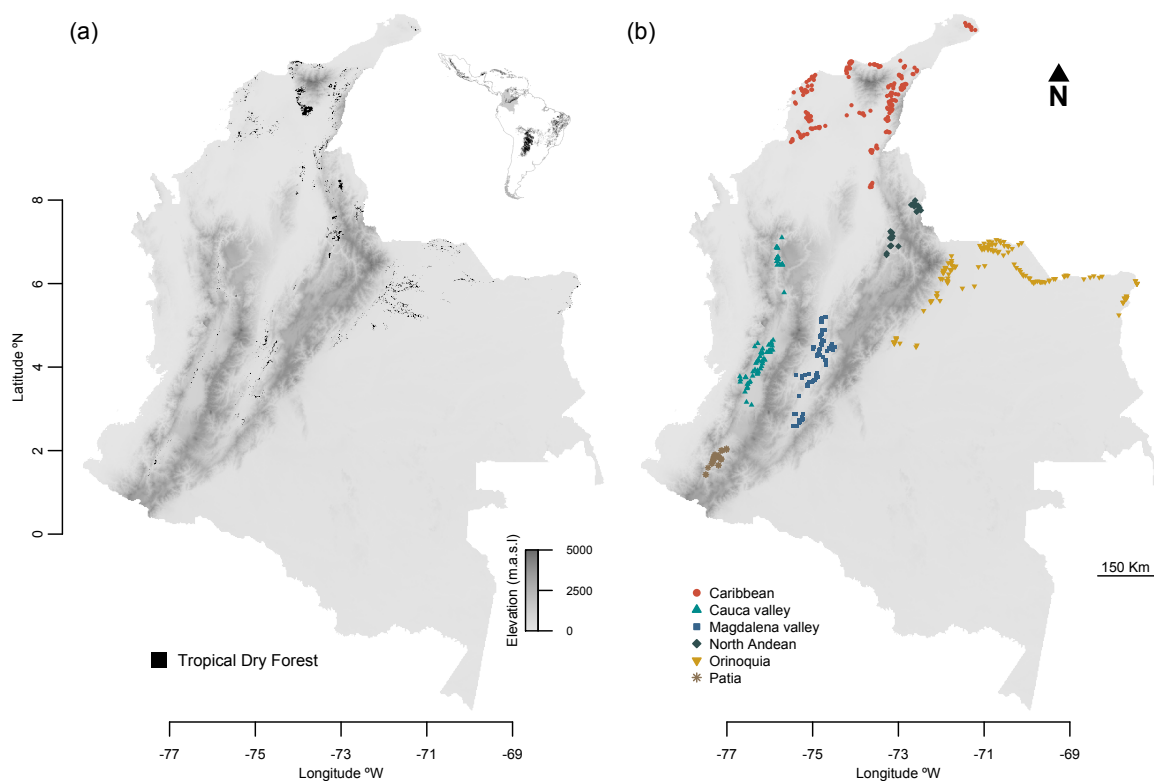 (a)
(b)
N
8
6
4
2
0
Latitude ºN
Elevation (m.a.s.l)
5000
2500
0
Tropical Dry Forest
150 Km
Caribbean
Cauca valley
Magdalena valley
North Andean
Orinoquia
Patia
-77
-75
-73
-71
-69
Longitude ºW
-77
-75
-73
-71
-69
Longitude ºW